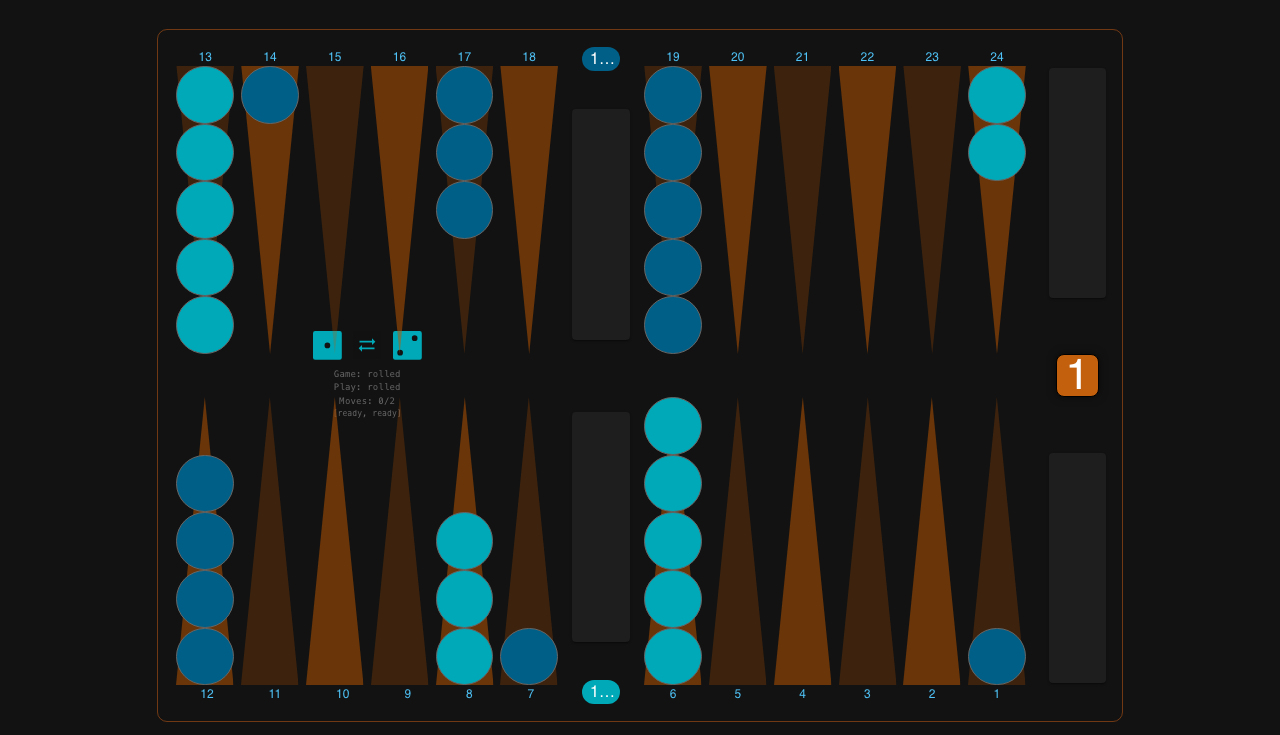 13 14 15 16 17 18 1... 19 20 21 22 23 24
Game: rolled
Play: rolled
Moves: 0/2
[ready, ready]
1
12 11 10 9 8 7 1... 6 5 4 3 2 1